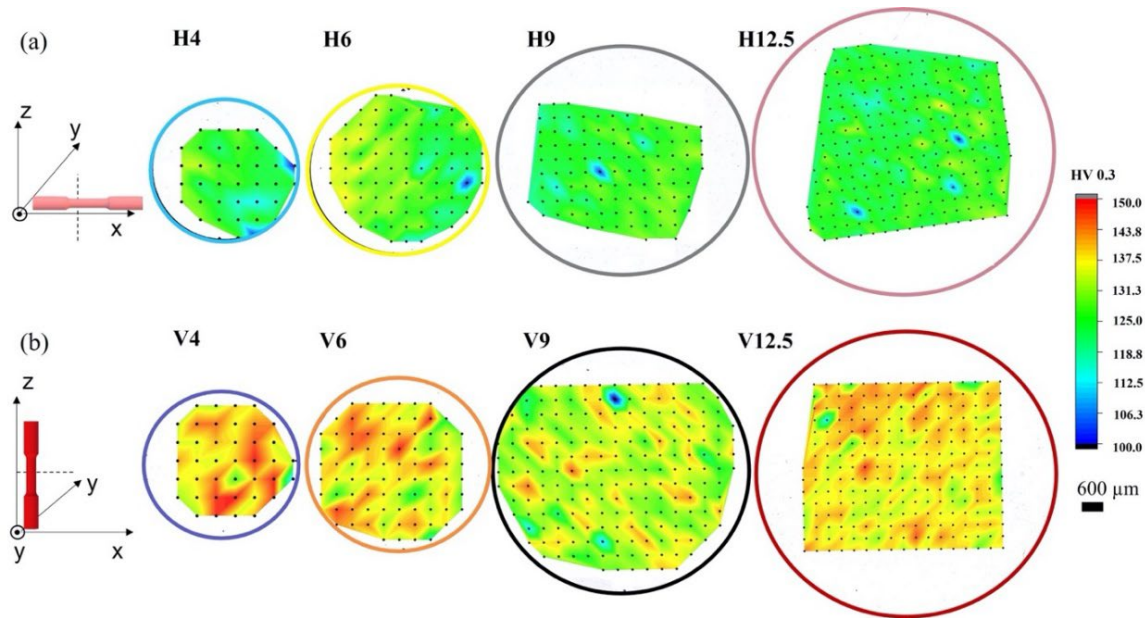 (a)
H4
H6
H9
H12.5
z
y
x
HV 0.3
150.0
143.8
137.5
131.3
125.0
118.8
112.5
106.3
100.0
600 µm
(b)
V4
V6
V9
V12.5
z
y
y
x